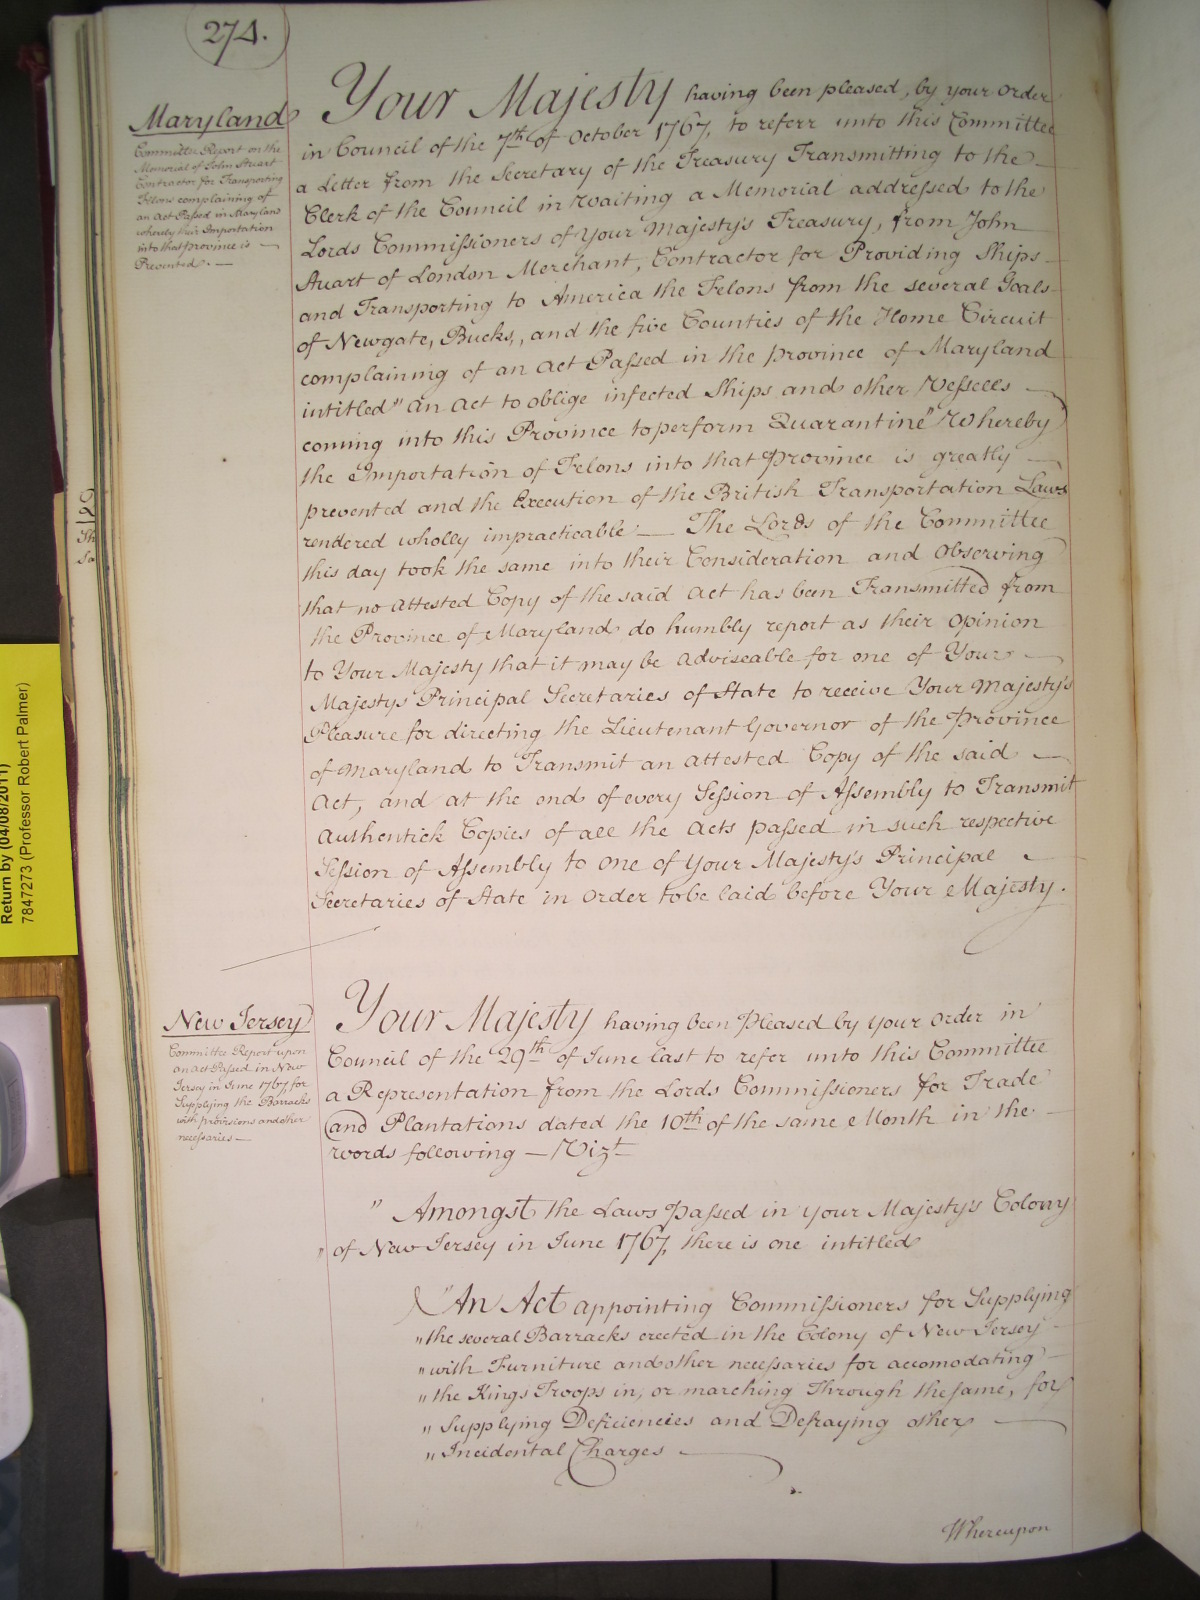 274.
Maryland
Committee Report on the
Memorial of John Stuart
Contractor for Transporting
Felons complaining of
an Act Passed in Maryland
whereby their Importation
into that Province is
Prevented.
Your Majesty having been pleased, by your Order
in Council of the 7th of October 1767, to referr unto this Committee
a Letter from the Secretary of the Treasury Transmitting to the
Clerk of the Council in Waiting a Memorial addressed to the
Lords Commissioners of Your Majesty's Treasury, from John
Stuart of London Merchant, Contractor for Providing Ships
and Transporting to America the Felons from the several Goals
of Newgate, Bucks, and the five Counties of the Home Circuit
complaining of an Act Passed in the Province of Maryland
intitled "An Act to oblige infected Ships and other Vessells
coming into this Province to perform Quarantine" Whereby
the Importation of Felons into that Province is greatly
prevented and the Execution of the British Transportation Laws
rendered wholly impracticable — The Lords of the Committee
this day took the same into their Consideration and Observing
that no Attested Copy of the said Act has been Transmitted from
the Province of Maryland do humbly report as their Opinion
to Your Majesty that it may be Adviseable for one of Your
Majestys Principal Secretaries of State to receive Your Majesty's
Pleasure for directing the Lieutenant Governor of the Province
of Maryland to Transmit an Attested Copy of the said
Act, and at the end of every Session of Assembly to Transmit
Authentick Copies of all the Acts passed in such respective
Session of Assembly to One of Your Majesty's Principal
Secretaries of State in Order to be laid before Your Majesty.
New Jersey
Committee Report upon
an Act Passed in New
Jersey in June 1767 for
Supplying the Barracks
with provisions and other
necessaries —
Your Majesty having been Pleased by Your Order in
Council of the 29th of June last to refer unto this Committee
a Representation from the Lords Commissioners for Trade
and Plantations dated the 10th of the same Month in the
words following — Vizt
" Amongst the Laws Passed in Your Majesty's Colony
" of New Jersey in June 1767, there is one intitled
"An Act appointing Commissioners for Supplying
" the several Barracks erected in the Colony of New Jersey
" with Furniture and other necessaries for accomodating
" the Kings Troops in, or marching Through the same, for
" Supplying Deficiencies and Defraying other
" Incidental Charges
Whereupon
Return by (04/08/2011)
7847273 (Professor Robert Palmer)